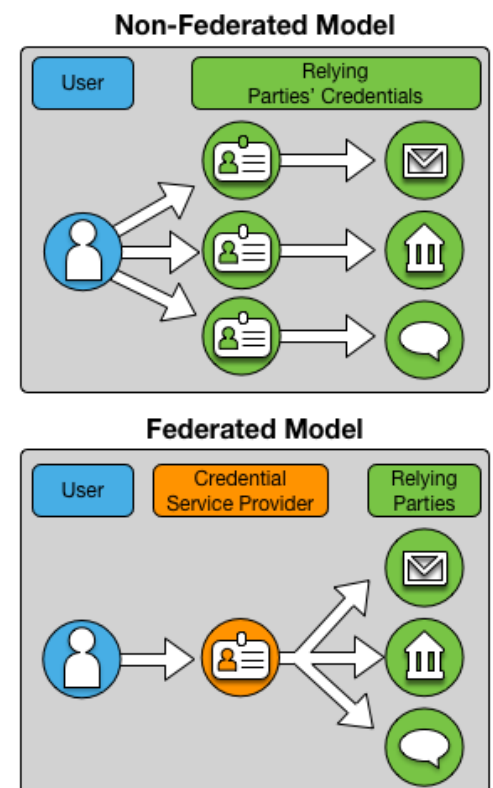 Non-Federated Model
User
Relying
Parties' Credentials
Federated Model
User
Credential
Service Provider
Relying
Parties